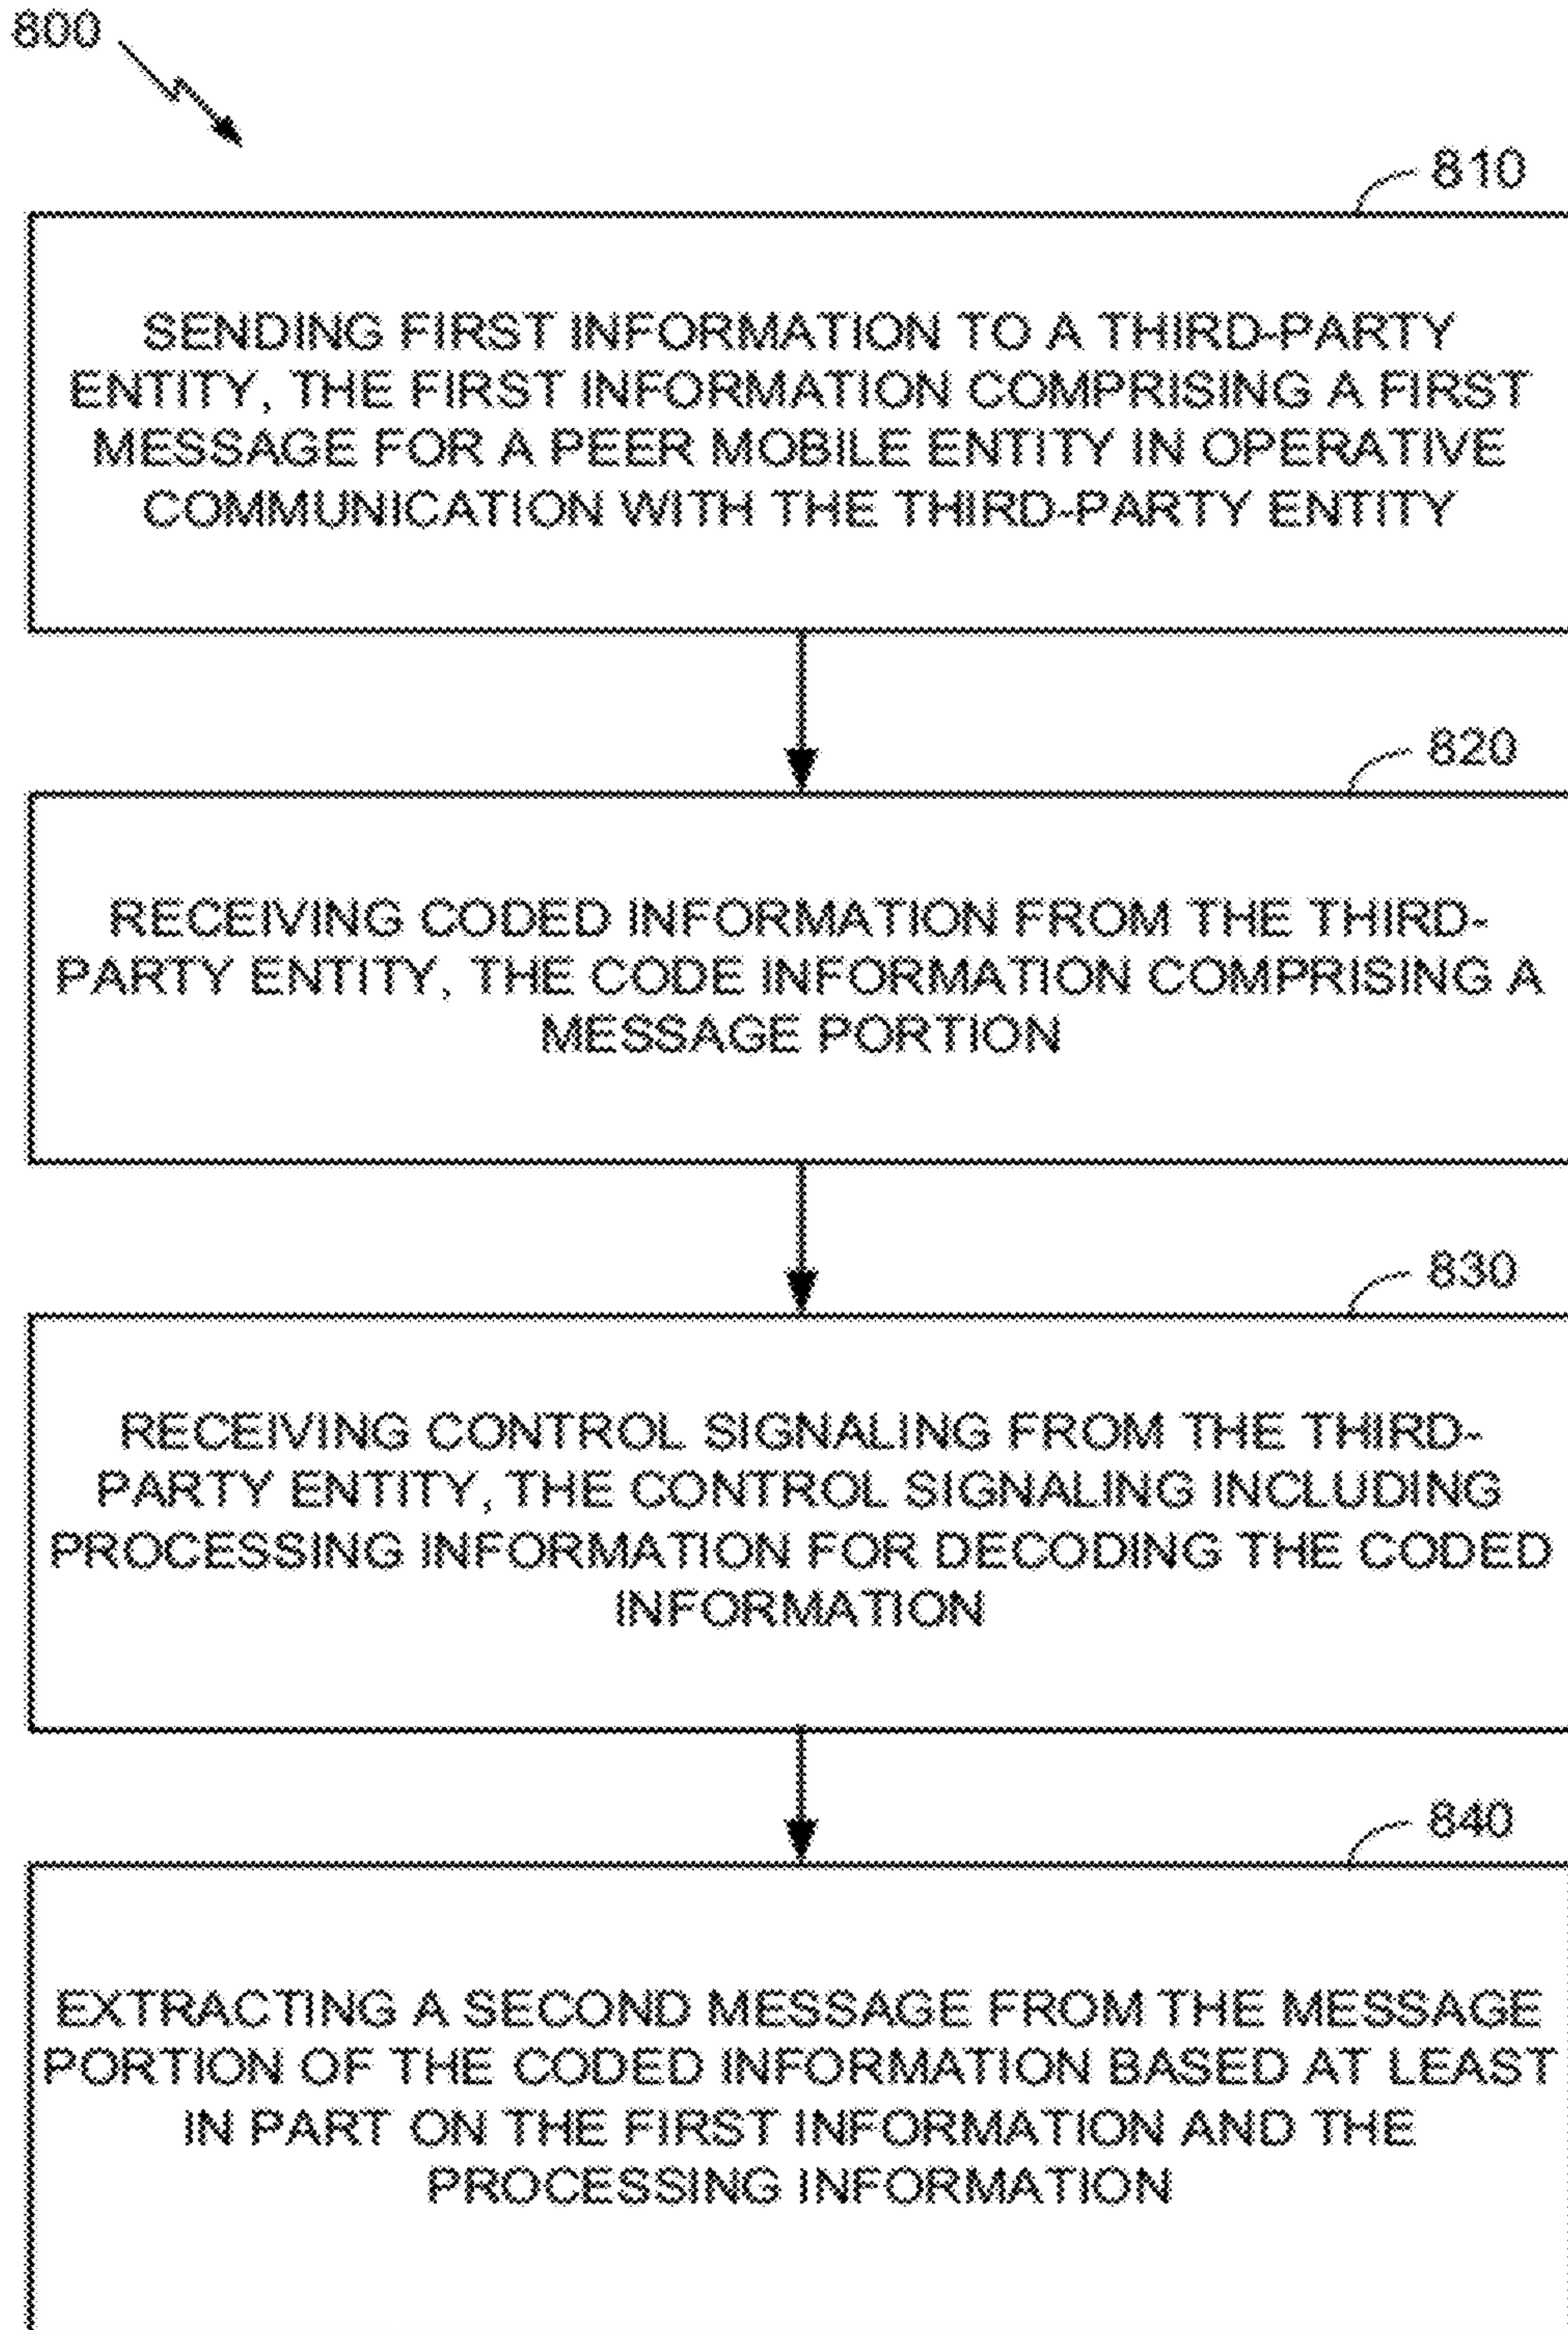 800
810
SENDING FIRST INFORMATION TO A THIRD-PARTY
ENTITY, THE FIRST INFORMATION COMPRISING A FIRST
MESSAGE FOR A PEER MOBILE ENTITY IN OPERATIVE
COMMUNICATION WITH THE THIRD-PARTY ENTITY
820
RECEIVING CODED INFORMATION FROM THE THIRD-
PARTY ENTITY, THE CODE INFORMATION COMPRISING A
MESSAGE PORTION
830
RECEIVING CONTROL SIGNALING FROM THE THIRD-
PARTY ENTITY, THE CONTROL SIGNALING INCLUDING
PROCESSING INFORMATION FOR DECODING THE CODED
INFORMATION
840
EXTRACTING A SECOND MESSAGE FROM THE MESSAGE
PORTION OF THE CODED INFORMATION BASED AT LEAST
IN PART ON THE FIRST INFORMATION AND THE
PROCESSING INFORMATION